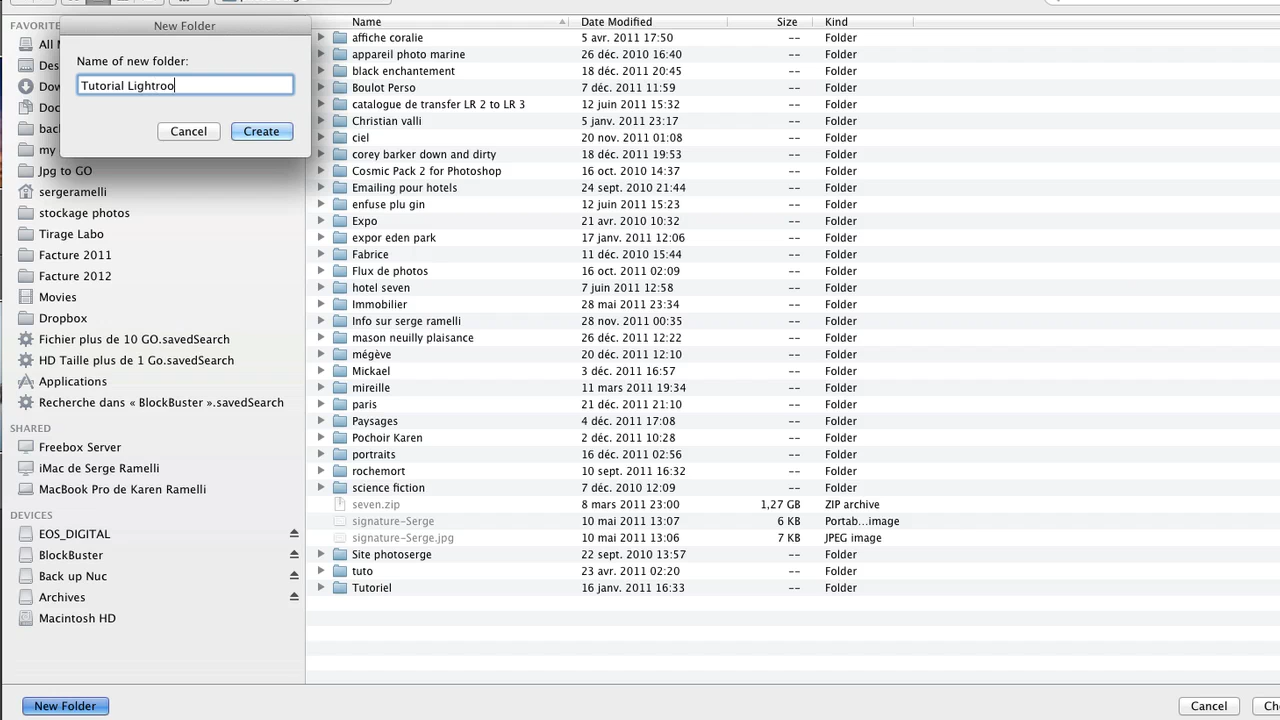 New Folder
Name of new folder:
Tutorial Lightroo
Cancel Create
FAVORITE
All
Des
Dow
Doc
back
my
Jpg to GO
sergeramelli
stockage photos
Tirage Labo
Facture 2011
Facture 2012
Movies
Dropbox
Fichier plus de 10 GO.savedSearch
HD Taille plus de 1 Go.savedSearch
Applications
Recherche dans « BlockBuster ».savedSearch
SHARED
Freebox Server
iMac de Serge Ramelli
MacBook Pro de Karen Ramelli
DEVICES
EOS_DIGITAL
BlockBuster
Back up Nuc
Archives
Macintosh HD
Name Date Modified Size Kind
affiche coralie 5 avr. 2011 17:50 Folder
appareil photo marine 26 déc. 2010 16:40 -- Folder
black enchantement 18 déc. 2011 20:45 -- Folder
Boulot Perso 7 déc. 2011 11:59 -- Folder
catalogue de transfer LR 2 to LR 3 12 juin 2011 15:32 -- Folder
Christian valli 5 janv. 2011 23:17 -- Folder
ciel 20 nov. 2011 01:08 -- Folder
corey barker down and dirty 18 déc. 2011 19:53 -- Folder
Cosmic Pack 2 for Photoshop 16 oct. 2010 14:37 -- Folder
Emailing pour hotels 24 sept. 2010 21:44 -- Folder
enfuse plu gin 12 juin 2011 15:23 -- Folder
Expo 21 avr. 2010 10:32 -- Folder
expor eden park 17 janv. 2011 12:06 -- Folder
Fabrice 11 déc. 2010 15:44 -- Folder
Flux de photos 16 oct. 2011 02:09 -- Folder
hotel seven 7 juin 2011 12:58 -- Folder
Immobilier 28 mai 2011 23:34 -- Folder
Info sur serge ramelli 28 nov. 2011 00:35 -- Folder
mason neuilly plaisance 26 déc. 2011 12:22 -- Folder
mégève 20 déc. 2011 12:10 -- Folder
Mickael 3 déc. 2011 16:57 -- Folder
mireille 11 mars 2011 19:34 -- Folder
paris 21 déc. 2011 21:10 -- Folder
Paysages 4 déc. 2011 17:08 -- Folder
Pochoir Karen 2 déc. 2011 10:28 -- Folder
portraits 16 déc. 2011 02:56 -- Folder
rochemort 10 sept. 2011 16:32 -- Folder
science fiction 7 déc. 2010 12:09 -- Folder
seven.zip 8 mars 2011 23:00 1,27 GB ZIP archive
signature-Serge 10 mai 2011 13:07 6 KB Portab...image
signature-Serge.jpg 10 mai 2011 13:06 7 KB JPEG image
Site photoserge 22 sept. 2010 13:57 -- Folder
tuto 23 avr. 2011 02:20 -- Folder
Tutoriel 16 janv. 2011 16:33 -- Folder
New Folder Cancel Ch